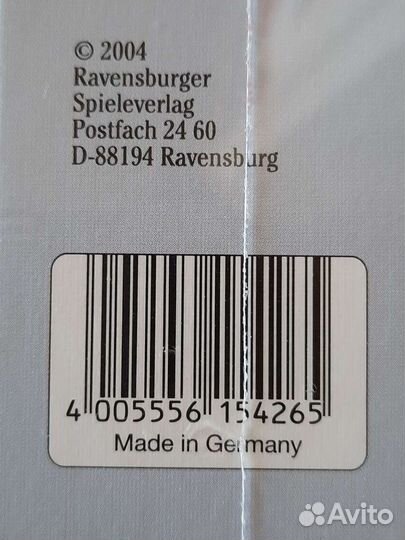 © 2004
Ravensburger
Spieleverlag
Postfach 24 60
D-88194 Ravensburg
4 005556 154265
Made in Germany
Avito